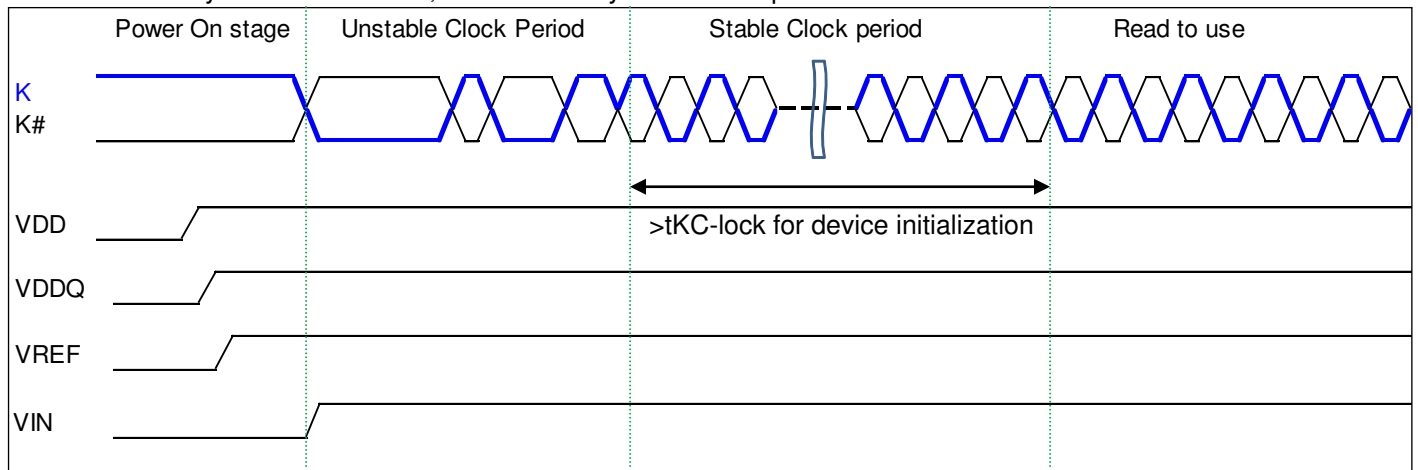 Power On stage
Unstable Clock Period
Stable Clock period
Read to use
K
K#
VDD
>tKC-lock for device initialization
VDDQ
VREF
VIN